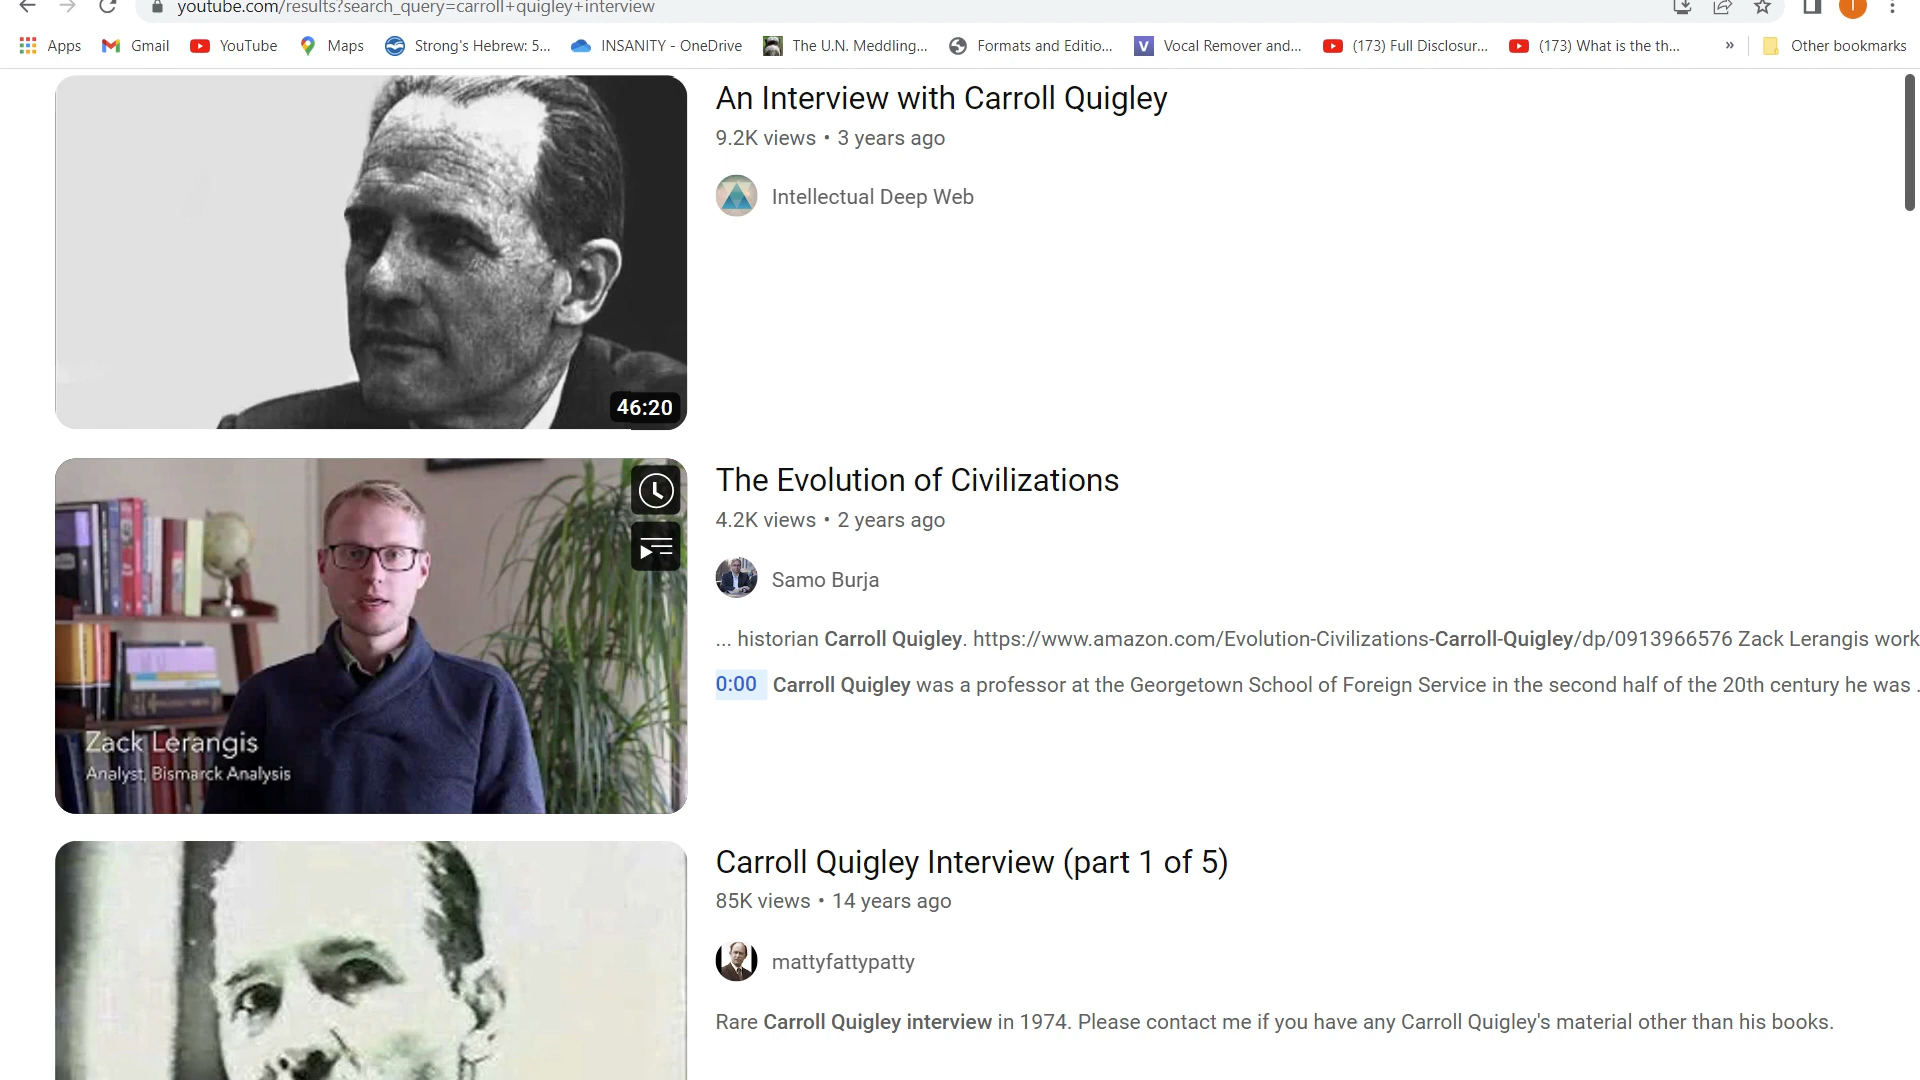 youtube.com/results?search_query=carroll+quigley+interview
Apps Gmail YouTube Maps Strong's Hebrew: 5... INSANITY - OneDrive The U.N. Meddling... Formats and Editio... V Vocal Remover and... (173) Full Disclosur... (173) What is the th... » Other bookmarks
An Interview with Carroll Quigley
9.2K views • 3 years ago
Intellectual Deep Web
46:20
The Evolution of Civilizations
4.2K views • 2 years ago
Samo Burja
... historian Carroll Quigley. https://www.amazon.com/Evolution-Civilizations-Carroll-Quigley/dp/0913966576 Zack Lerangis work
0:00 Carroll Quigley was a professor at the Georgetown School of Foreign Service in the second half of the 20th century he was .
Zack Lerangis
Analyst, Bismarck Analysis
Carroll Quigley Interview (part 1 of 5)
85K views • 14 years ago
mattyfattypatty
Rare Carroll Quigley interview in 1974. Please contact me if you have any Carroll Quigley's material other than his books.